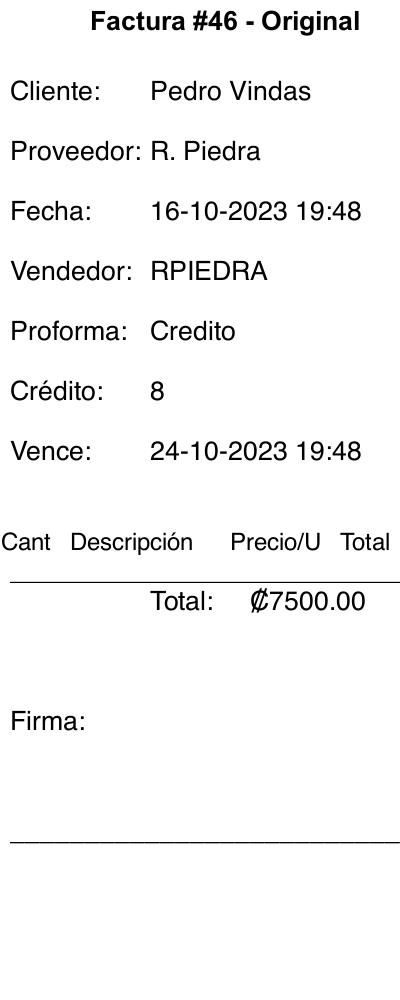 Factura #46 - Original
Cliente: Pedro Vindas
Proveedor: R. Piedra
Fecha: 16-10-2023 19:48
Vendedor: RPIEDRA
Proforma: Credito
Crédito: 8
Vence: 24-10-2023 19:48
Cant Descripción Precio/U Total
Total: ₡7500.00
Firma: